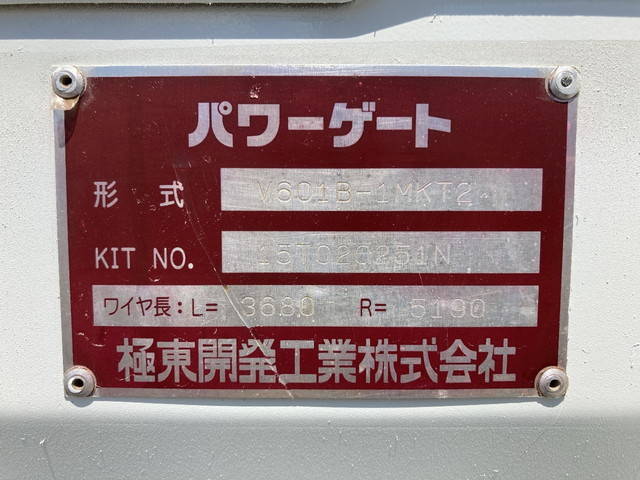 パワーゲート
形式 V601B-1MKT2
KIT NO. 15T020251N
ワイヤ長:L= 3680 R= 5190
極東開発工業株式会社